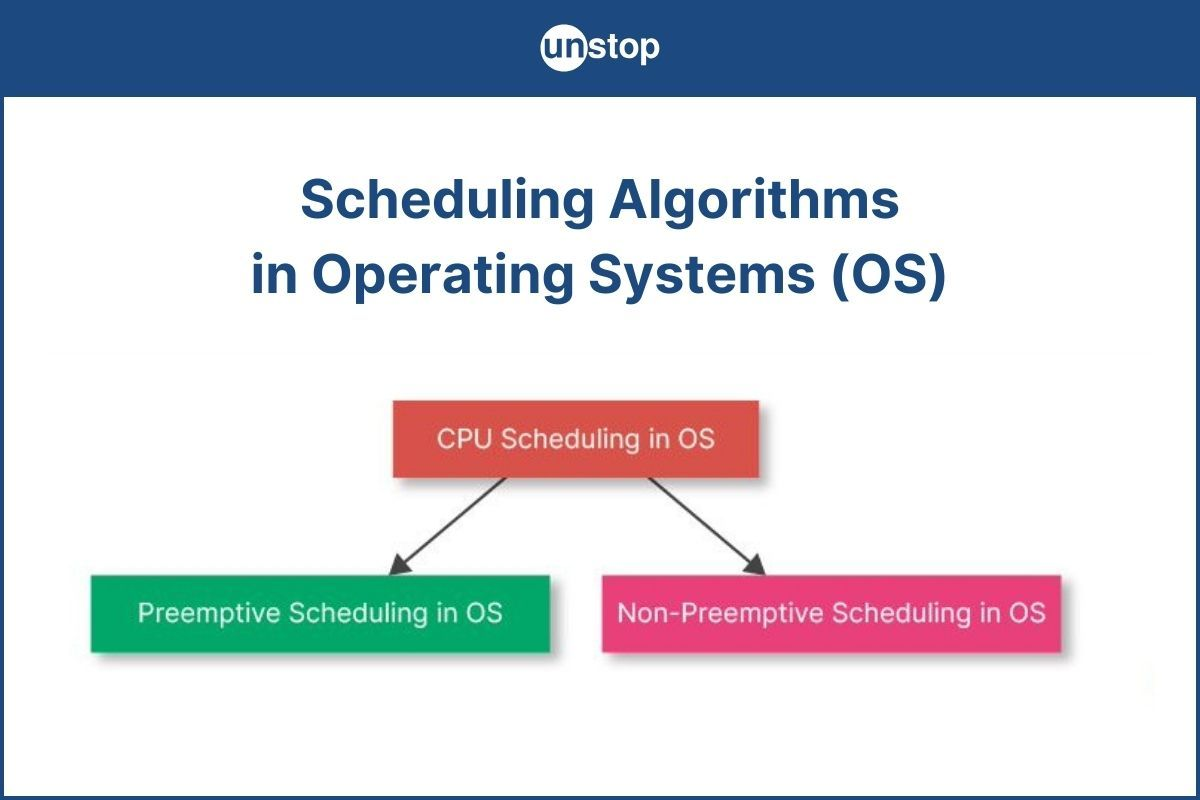 unstop
Scheduling Algorithms
in Operating Systems (OS)
CPU Scheduling in OS
Preemptive Scheduling in OS
Non-Preemptive Scheduling in OS